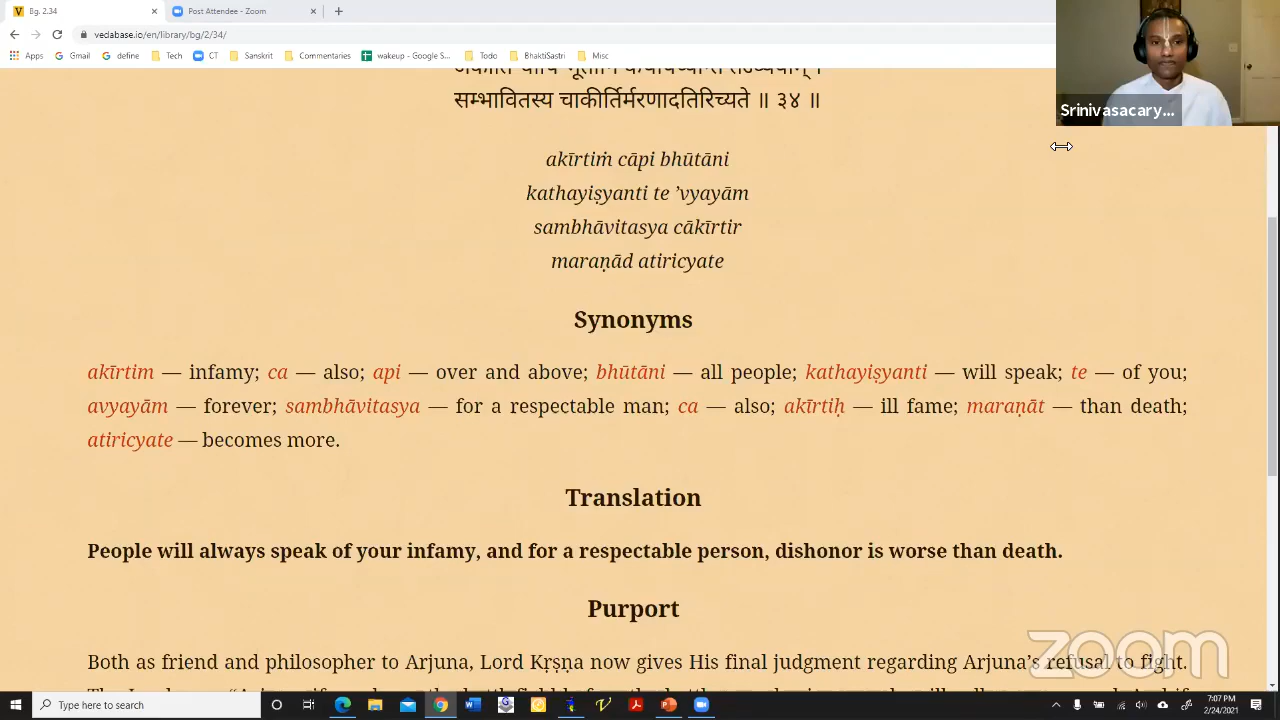 Bg. 2.34
Post Attendee - Zoom
vedabase.io/en/library/bg/2/34/
Apps Gmail define Tech CT Sanskrit Commentaries wakeup - Google S... Todo BhaktiSastri Misc
Srinivasacary...
सम्भावितस्य चाकीर्तिर्मरणादतिरिच्यते ॥ ३४ ॥
akīrtiṁ cāpi bhūtāni
kathayiṣyanti te ’vyayām
sambhāvitasya cākīrtir
maraṇād atiricyate
Synonyms
akīrtim — infamy; ca — also; api — over and above; bhūtāni — all people; kathayiṣyanti — will speak; te — of you;
avyayām — forever; sambhāvitasya — for a respectable man; ca — also; akīrtiḥ — ill fame; maraṇāt — than death;
atiricyate — becomes more.
Translation
People will always speak of your infamy, and for a respectable person, dishonor is worse than death.
Purport
Both as friend and philosopher to Arjuna, Lord Kṛṣṇa now gives His final judgment regarding Arjuna’s refusal to fight.
zoom
Type here to search
7:07 PM
2/24/2021